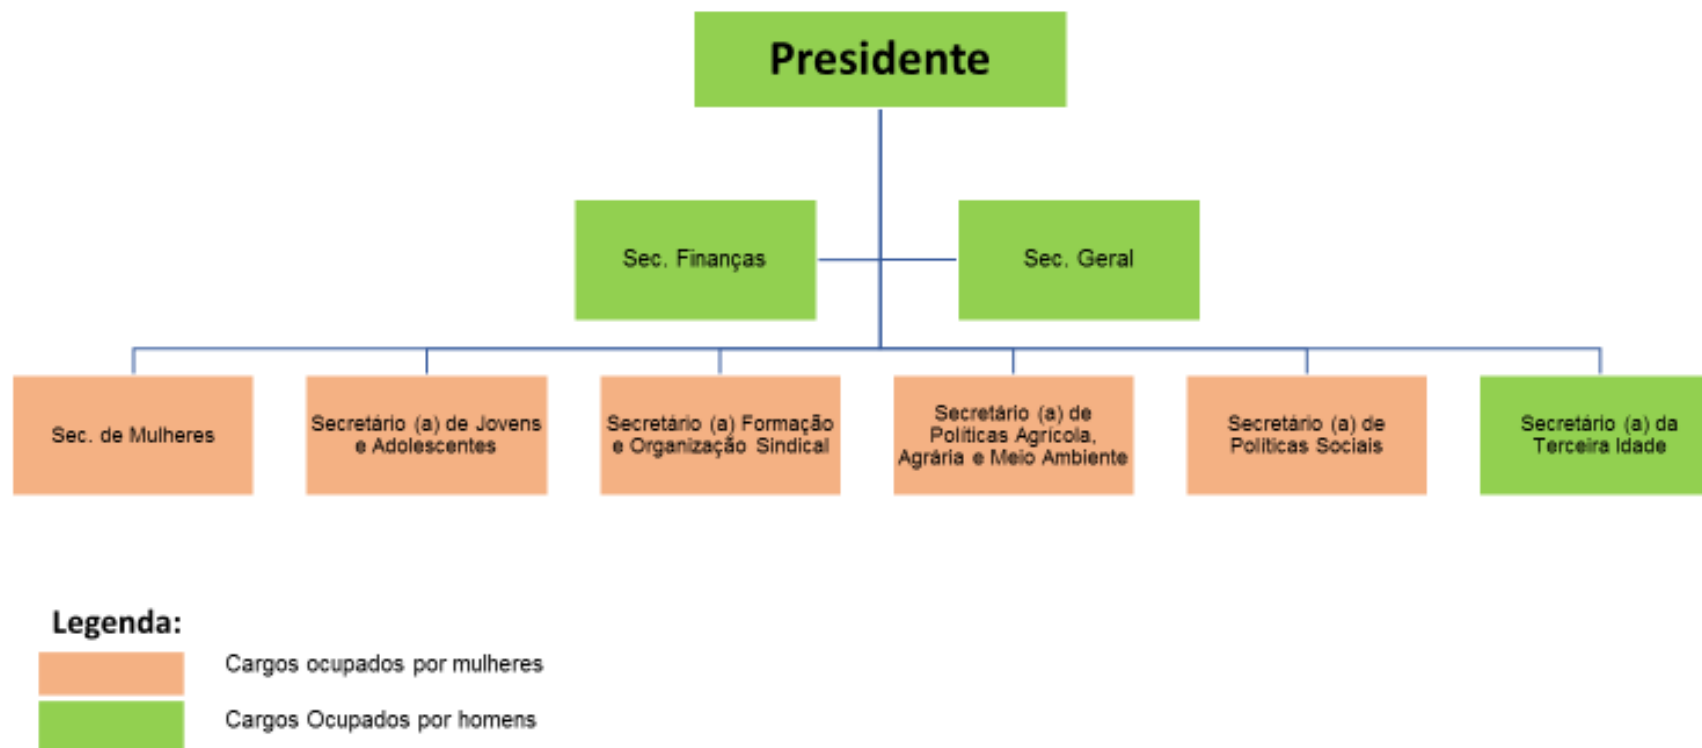 Presidente
Sec. Finanças
Sec. Geral
Sec. de Mulheres
Secretário (a) de Jovens
e Adolescentes
Secretário (a) Formação
e Organização Sindical
Secretário (a) de
Políticas Agrícola,
Agrária e Meio Ambiente
Secretário (a) de
Políticas Sociais
Secretário (a) da
Terceira Idade
Legenda:
Cargos ocupados por mulheres
Cargos Ocupados por homens